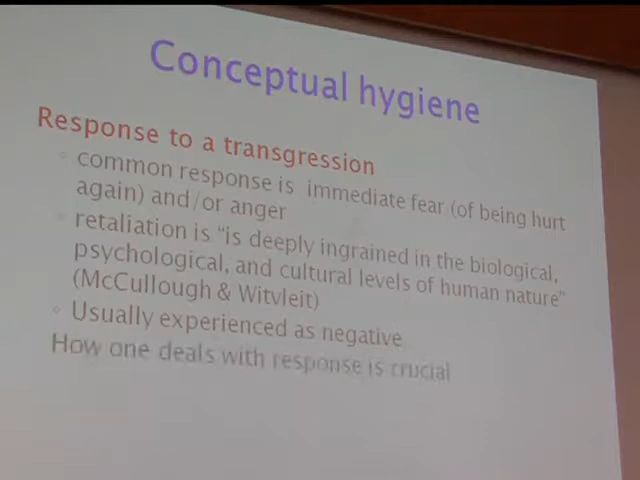 Conceptual hygiene
Response to a transgression
common response is immediate fear (of being hurt
again) and/or anger
retaliation is “is deeply ingrained in the biological,
psychological, and cultural levels of human nature”
(McCullough & Witvleit)
Usually experienced as negative
How one deals with response is crucial